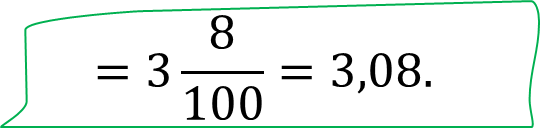 = 3 8/100 = 3,08.